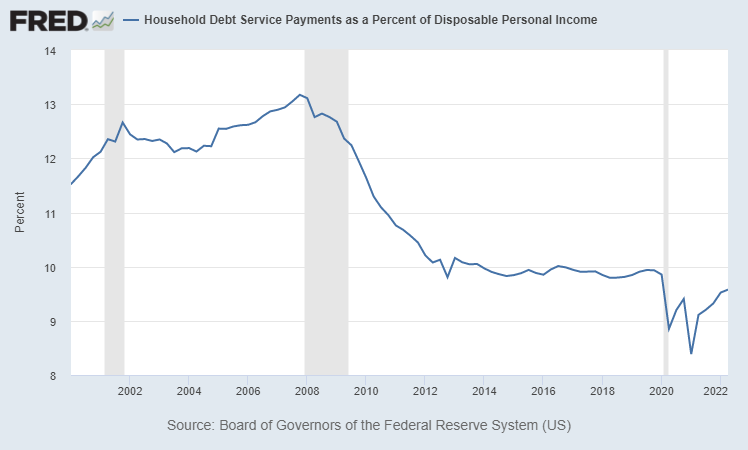 FRED Household Debt Service Payments as a Percent of Disposable Personal Income
14
13
12
11
10
9
8
Percent
2002 2004 2006 2008 2010 2012 2014 2016 2018 2020 2022
Source: Board of Governors of the Federal Reserve System (US)